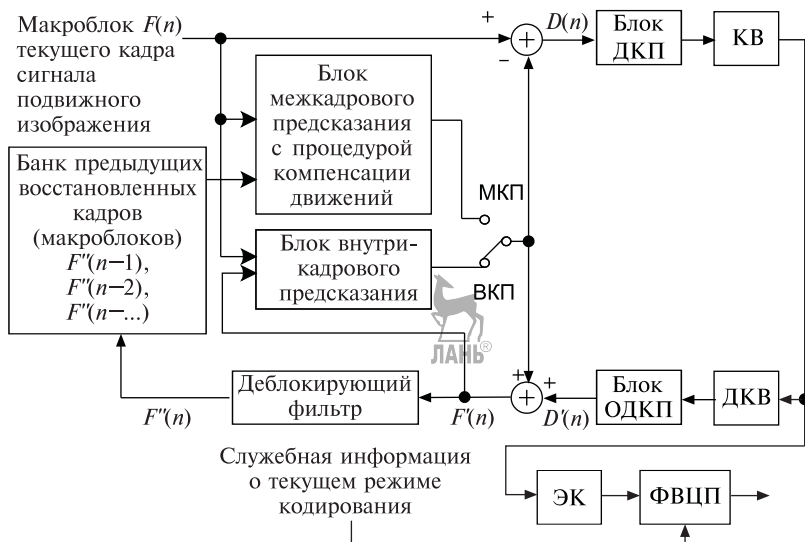 Макроблок F(n)
текущего кадра
сигнала
подвижного
изображения
+
−
+
D(n)
Блок
ДКП
КВ
Блок
межкадрового
предсказания
с процедурой
компенсации
движений
Банк предыдущих
восстановленных
кадров
(макроблоков)
F''(n−1),
F''(n−2),
F''(n−...)
МКП
Блок внутри-
кадрового
предсказания
ВКП
ЛАНЬ®
Деблокирующий
фильтр
F''(n)
F'(n)
+
+
+
D'(n)
Блок
ОДКП
ДКВ
Служебная информация
о текущем режиме
кодирования
ЭК
ФВЦП